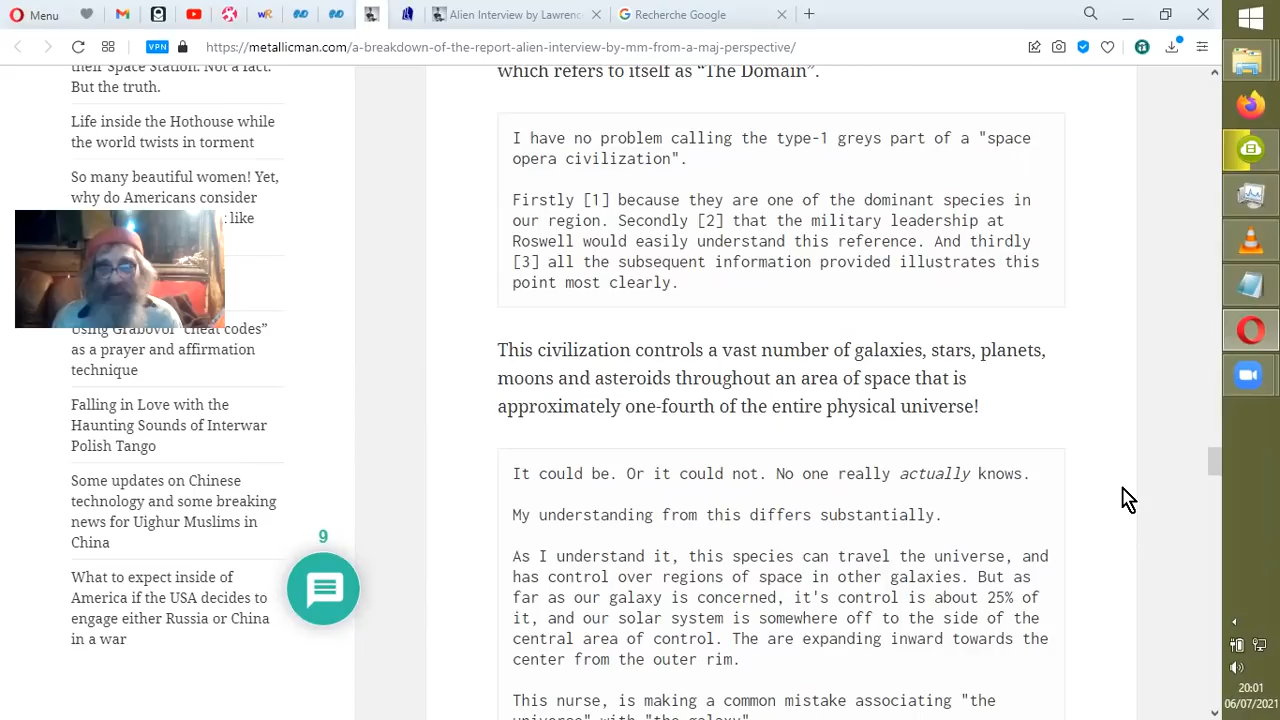 Menu
Alien Interview by Lawrenc
Recherche Google
VPN
https://metallicman.com/a-breakdown-of-the-report-alien-interview-by-mm-from-a-maj-perspective/
their Space Station. Not a fact.
But the truth.
Life inside the Hothouse while
the world twists in torment
So many beautiful women! Yet,
why do Americans consider
like
Using Grabovoi “cheat codes”
as a prayer and affirmation
technique
Falling in Love with the
Haunting Sounds of Interwar
Polish Tango
Some updates on Chinese
technology and some breaking
news for Uighur Muslims in
China
What to expect inside of
America if the USA decides to
engage either Russia or China
in a war
9
which refers to itself as “The Domain”.
I have no problem calling the type-1 greys part of a "space
opera civilization".
Firstly [1] because they are one of the dominant species in
our region. Secondly [2] that the military leadership at
Roswell would easily understand this reference. And thirdly
[3] all the subsequent information provided illustrates this
point most clearly.
This civilization controls a vast number of galaxies, stars, planets,
moons and asteroids throughout an area of space that is
approximately one-fourth of the entire physical universe!
It could be. Or it could not. No one really actually knows.
My understanding from this differs substantially.
As I understand it, this species can travel the universe, and
has control over regions of space in other galaxies. But as
far as our galaxy is concerned, it's control is about 25% of
it, and our solar system is somewhere off to the side of the
central area of control. The are expanding inward towards the
center from the outer rim.
This nurse, is making a common mistake associating "the
universe" with "the galaxy"
20:01
06/07/2021